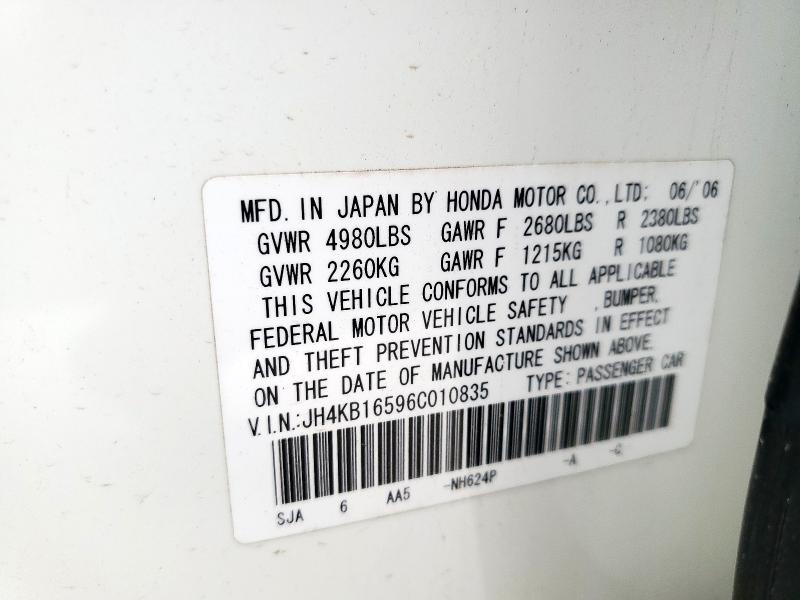 MFD. IN JAPAN BY HONDA MOTOR CO., LTD: 06/'06
GVWR 4980LBS GAWR F 2680LBS R 2380LBS
GVWR 2260KG GAWR F 1215KG R 1080KG
THIS VEHICLE CONFORMS TO ALL APPLICABLE
FEDERAL MOTOR VEHICLE SAFETY , BUMPER,
AND THEFT PREVENTION STANDARDS IN EFFECT
ON THE DATE OF MANUFACTURE SHOWN ABOVE.
V.I.N.:JH4KB16596C010835 TYPE: PASSENGER CAR
SJA 6 AA5 -NH624P -A -C